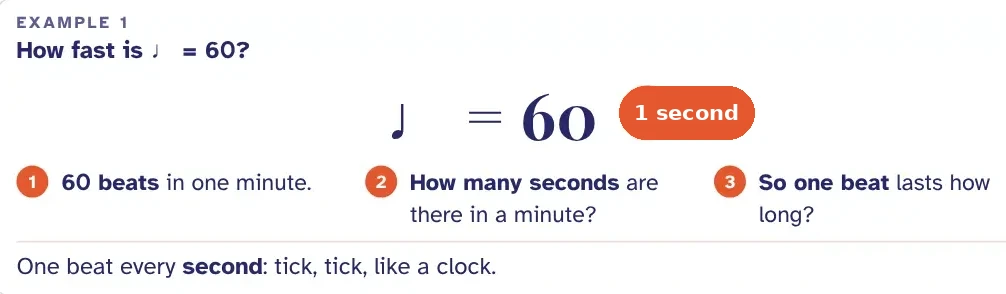 EXAMPLE 1
How fast is ♩ = 60?
♩ = 60 1 second
1 60 beats in one minute.
2 How many seconds are
there in a minute?
3 So one beat lasts how
long?
One beat every second: tick, tick, like a clock.